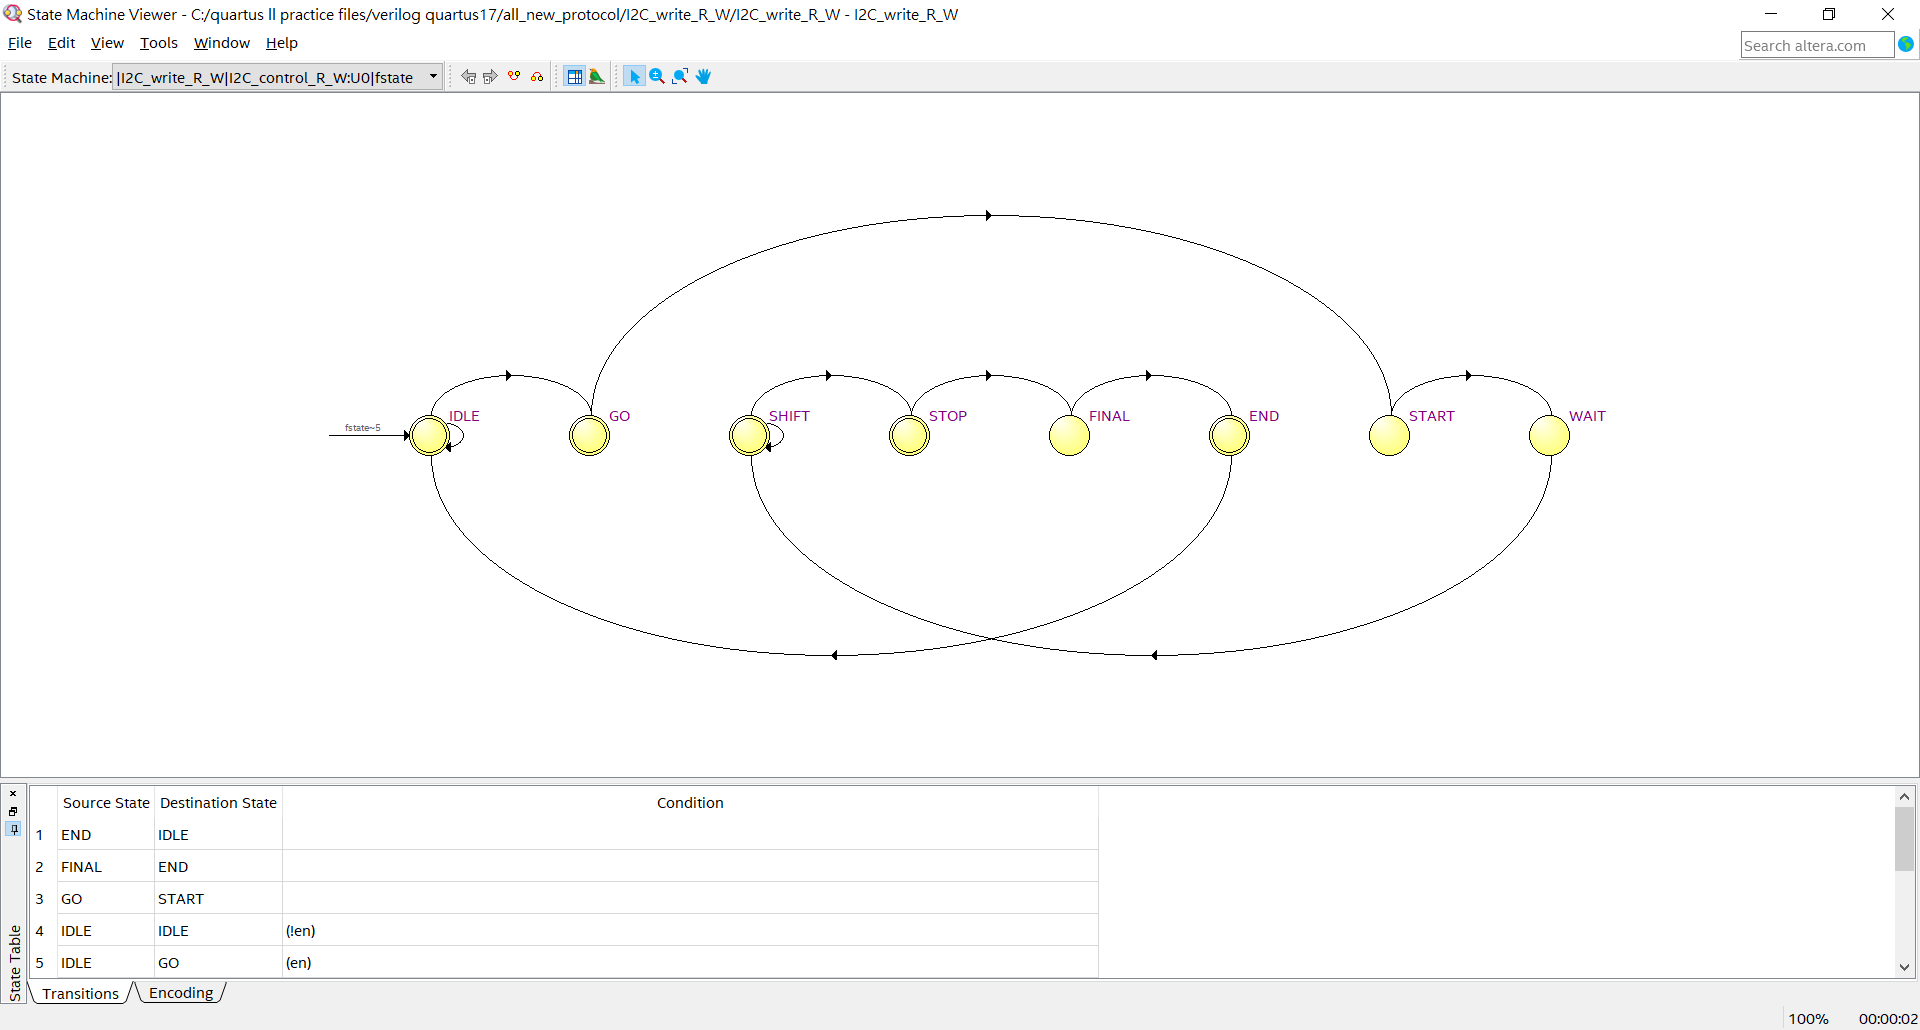 State Machine Viewer - C:/quartus ll practice files/verilog quartus17/all_new_protocol/I2C_write_R_W/I2C_write_R_W - I2C_write_R_W
File Edit View Tools Window Help
Search altera.com
State Machine: |I2C_write_R_W|I2C_control_R_W:U0|fstate
IDLE GO SHIFT STOP FINAL END START WAIT
fstate~5
Source State Destination State Condition
1 END IDLE
2 FINAL END
3 GO START
4 IDLE IDLE (!en)
5 IDLE GO (en)
State Table
Transitions Encoding
100% 00:00:02